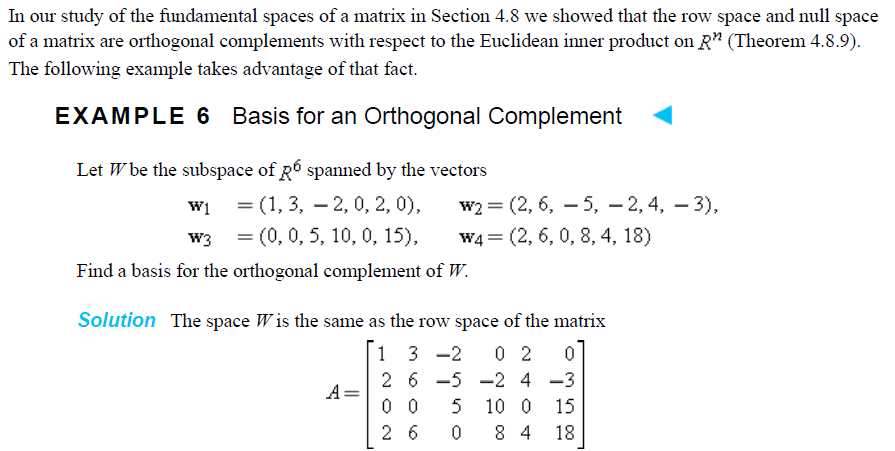 In our study of the fundamental spaces of a matrix in Section 4.8 we showed that the row space and null space
of a matrix are orthogonal complements with respect to the Euclidean inner product on Rⁿ (Theorem 4.8.9).
The following example takes advantage of that fact.
EXAMPLE 6 Basis for an Orthogonal Complement
Let W be the subspace of R⁶ spanned by the vectors
w₁ = (1, 3, – 2, 0, 2, 0), w₂ = (2, 6, – 5, – 2, 4, – 3),
w₃ = (0, 0, 5, 10, 0, 15), w₄ = (2, 6, 0, 8, 4, 18)
Find a basis for the orthogonal complement of W.
Solution The space W is the same as the row space of the matrix
1 3 –2 0 2 0
2 6 –5 –2 4 –3
A =
0 0 5 10 0 15
2 6 0 8 4 18